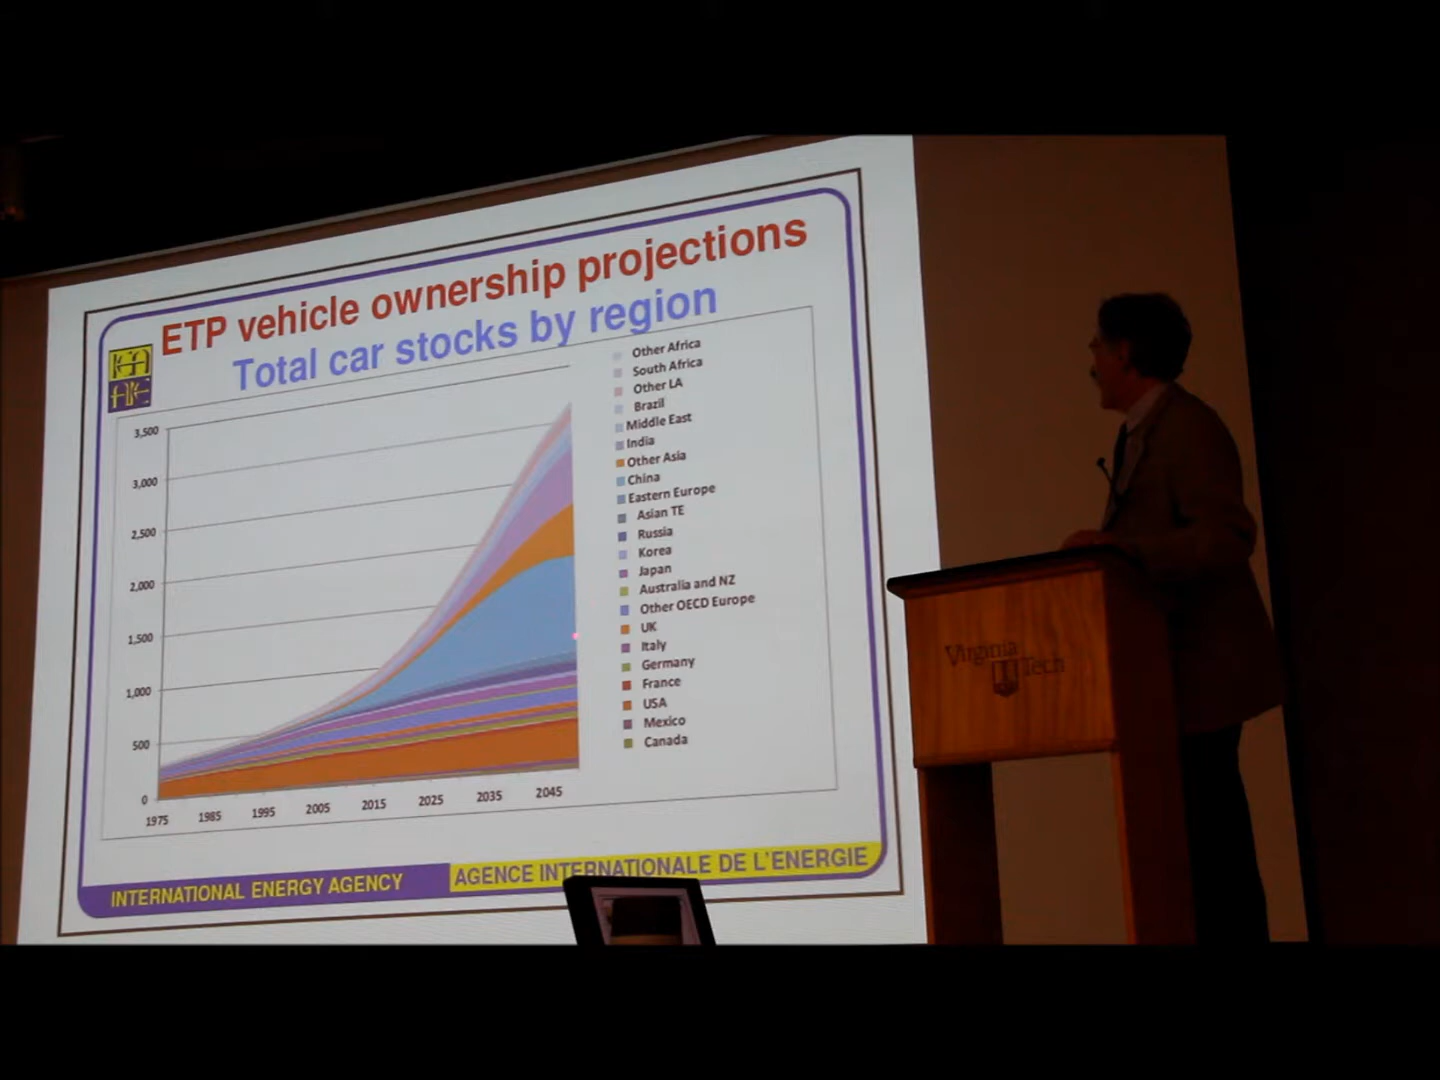 ETP vehicle ownership projections
Total car stocks by region
3,500
3,000
2,500
2,000
1,500
1,000
500
0
1975
1985
1995
2005
2015
2025
2035
2045
Other Africa
South Africa
Other LA
Brazil
Middle East
India
Other Asia
China
Eastern Europe
Asian TE
Russia
Korea
Japan
Australia and NZ
Other OECD Europe
UK
Italy
Germany
France
USA
Mexico
Canada
INTERNATIONAL ENERGY AGENCY
AGENCE INTERNATIONALE DE L'ENERGIE
Virginia
Tech